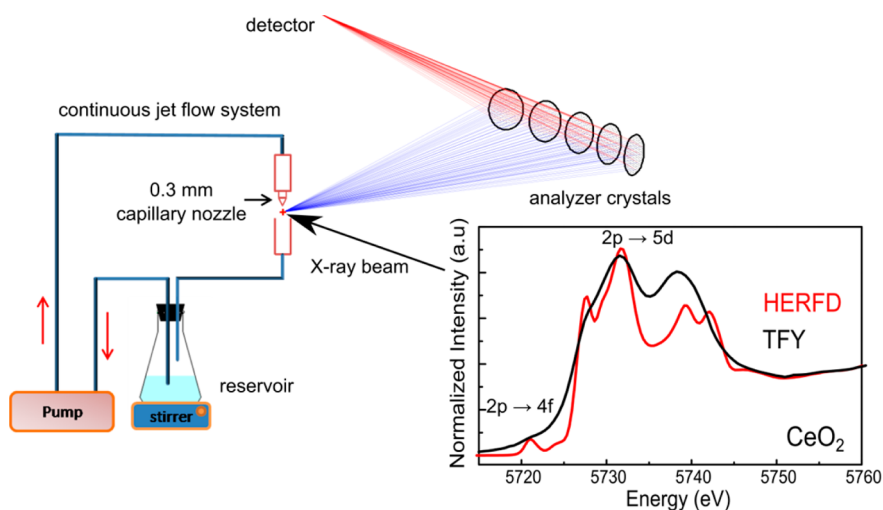 detector
continuous jet flow system
0.3 mm
capillary nozzle
analyzer crystals
X-ray beam
reservoir
Pump
stirrer
Normalized Intensity (a.u)
2p → 5d
HERFD
TFY
2p → 4f
CeO₂
5720 5730 5740 5750 5760
Energy (eV)